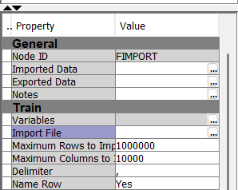 .. Property Value
General
Node ID FIMPORT
Imported Data ...
Exported Data ...
Notes ...
Train
Variables ...
Import File ...
Maximum Rows to Imp 1000000
Maximum Columns to I 10000
Delimiter ,
Name Row Yes